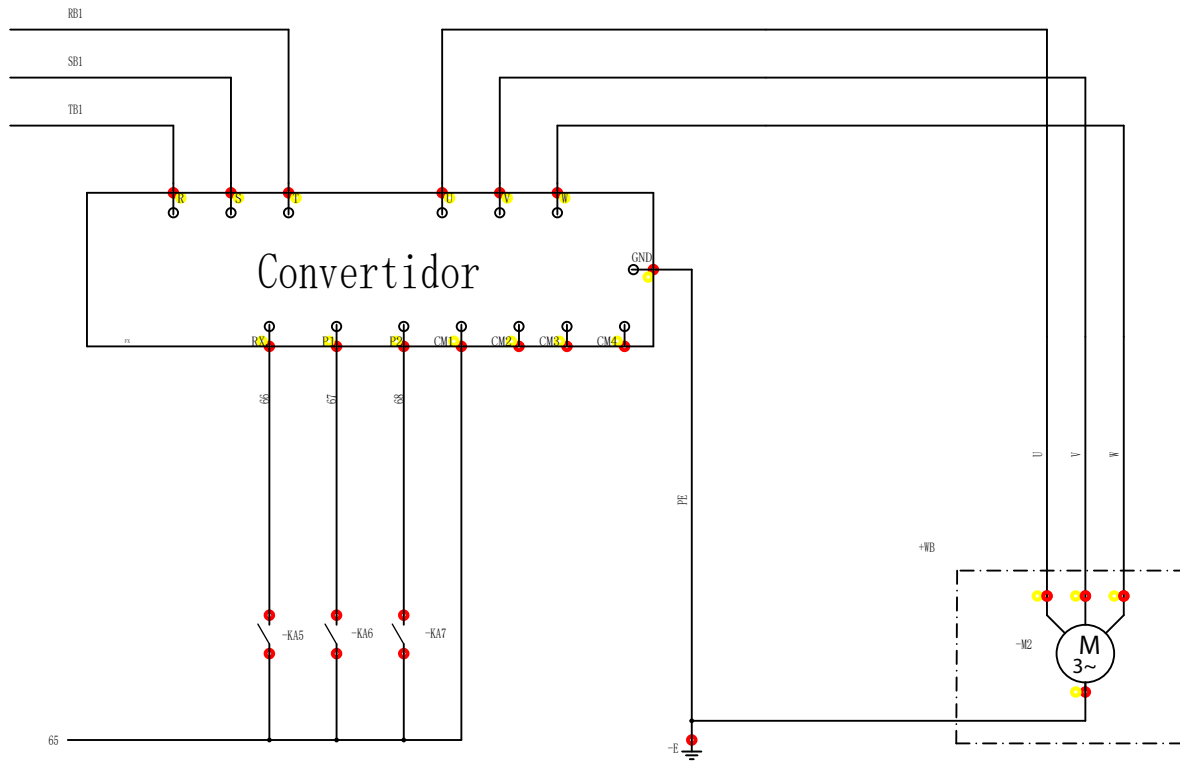 RB1
SB1
TB1
R S T U V W
GND
Convertidor
RX P1 P2 CM1 CM2 CM3 CM4
66 67 68
U V W
PE
+WB
-KA5 -KA6 -KA7
-M2
M
3~
65
-E